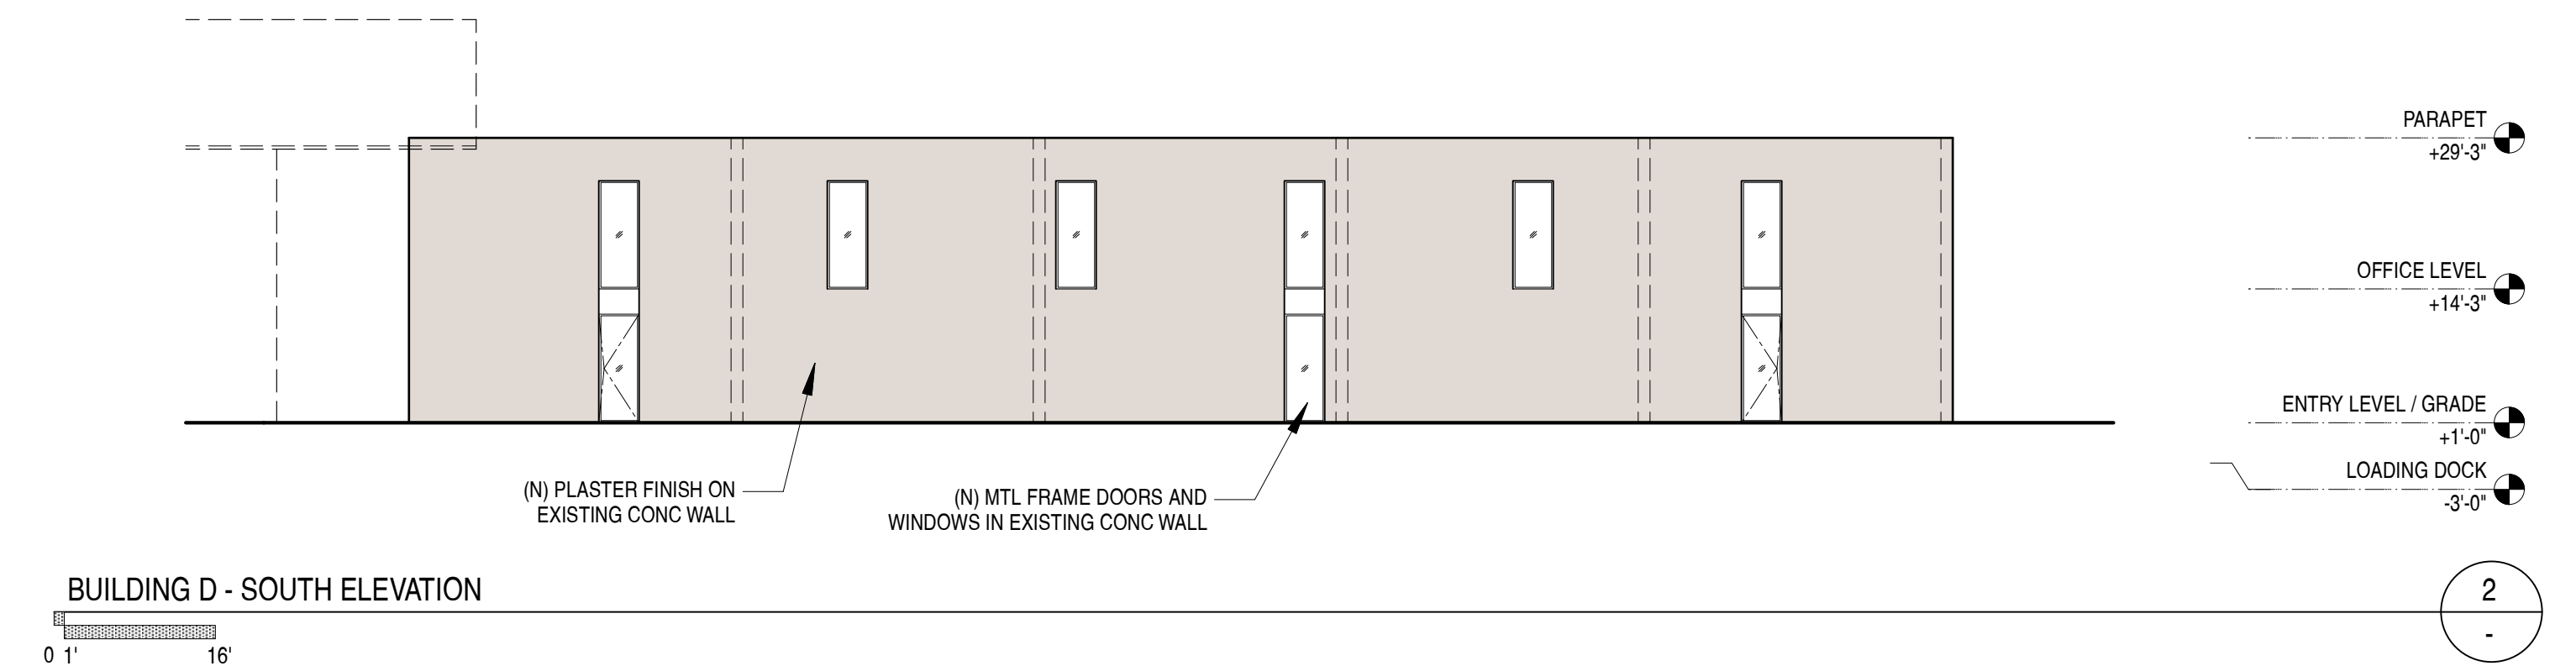 PARAPET
+29'-3"
OFFICE LEVEL
+14'-3"
ENTRY LEVEL / GRADE
+1'-0"
LOADING DOCK
-3'-0"
(N) PLASTER FINISH ON
EXISTING CONC WALL
(N) MTL FRAME DOORS AND
WINDOWS IN EXISTING CONC WALL
BUILDING D - SOUTH ELEVATION
0 1' 16'
2
-